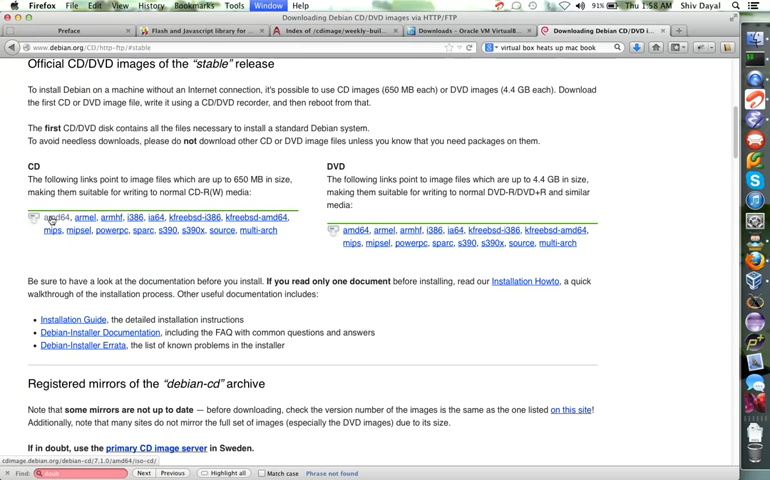 Firefox File Edit View History Bookmarks Tools Window Help 91% Thu 1:58 AM Shiv Dayal
Downloading Debian CD/DVD images via HTTP/FTP
Preface Flash and Javascript library for ... Index of /cdimage/weekly-buil... Downloads – Oracle VM VirtualB... Downloading Debian CD/DVD i...
www.debian.org/CD/http-ftp/#stable virtual box heats up mac book
Official CD/DVD images of the “stable” release
To install Debian on a machine without an Internet connection, it's possible to use CD images (650 MB each) or DVD images (4.4 GB each). Download
the first CD or DVD image file, write it using a CD/DVD recorder, and then reboot from that.
The first CD/DVD disk contains all the files necessary to install a standard Debian system.
To avoid needless downloads, please do not download other CD or DVD image files unless you know that you need packages on them.
CD
The following links point to image files which are up to 650 MB in size,
making them suitable for writing to normal CD-R(W) media:
amd64, armel, armhf, i386, ia64, kfreebsd-i386, kfreebsd-amd64,
mips, mipsel, powerpc, sparc, s390, s390x, source, multi-arch
DVD
The following links point to image files which are up to 4.4 GB in size,
making them suitable for writing to normal DVD-R/DVD+R and similar
media:
amd64, armel, armhf, i386, ia64, kfreebsd-i386, kfreebsd-amd64,
mips, mipsel, powerpc, sparc, s390, s390x, source, multi-arch
Be sure to have a look at the documentation before you install. If you read only one document before installing, read our Installation Howto, a quick
walkthrough of the installation process. Other useful documentation includes:
Installation Guide, the detailed installation instructions
Debian-Installer Documentation, including the FAQ with common questions and answers
Debian-Installer Errata, the list of known problems in the installer
Registered mirrors of the “debian-cd” archive
Note that some mirrors are not up to date — before downloading, check the version number of the images is the same as the one listed on this site!
Additionally, note that many sites do not mirror the full set of images (especially the DVD images) due to its size.
If in doubt, use the primary CD image server in Sweden.
cdimage.debian.org/debian-cd/7.1.0/amd64/iso-cd/
Find: doub Next Previous Highlight all Match case Phrase not found